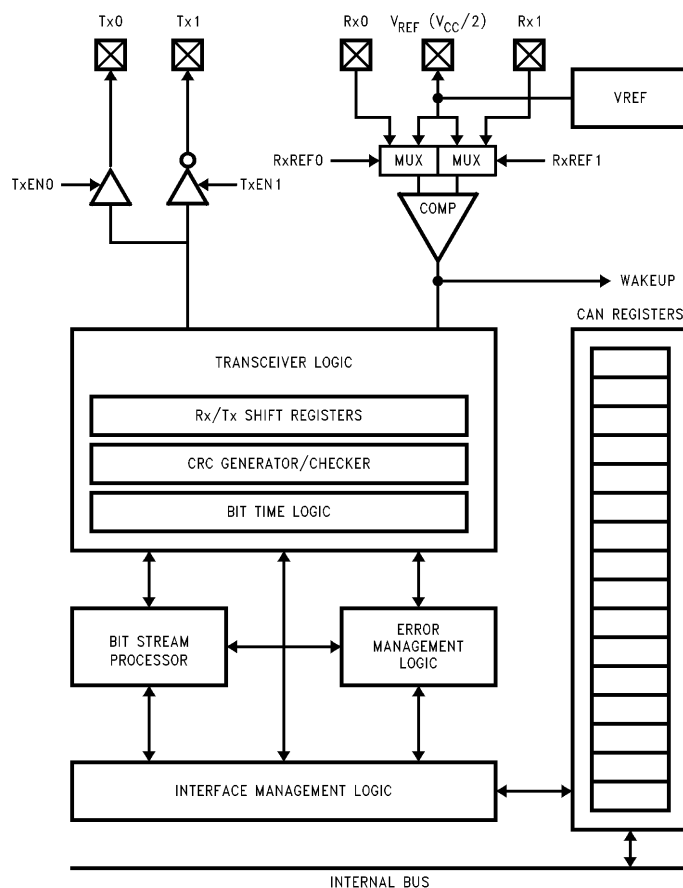 Tx0 Tx1 Rx0 VREF (VCC/2) Rx1
VREF
RxREF0 MUX MUX RxREF1
TxEN0 TxEN1
COMP
WAKEUP
CAN REGISTERS
TRANSCEIVER LOGIC
Rx/Tx SHIFT REGISTERS
CRC GENERATOR/CHECKER
BIT TIME LOGIC
BIT STREAM
PROCESSOR
ERROR
MANAGEMENT
LOGIC
INTERFACE MANAGEMENT LOGIC
INTERNAL BUS